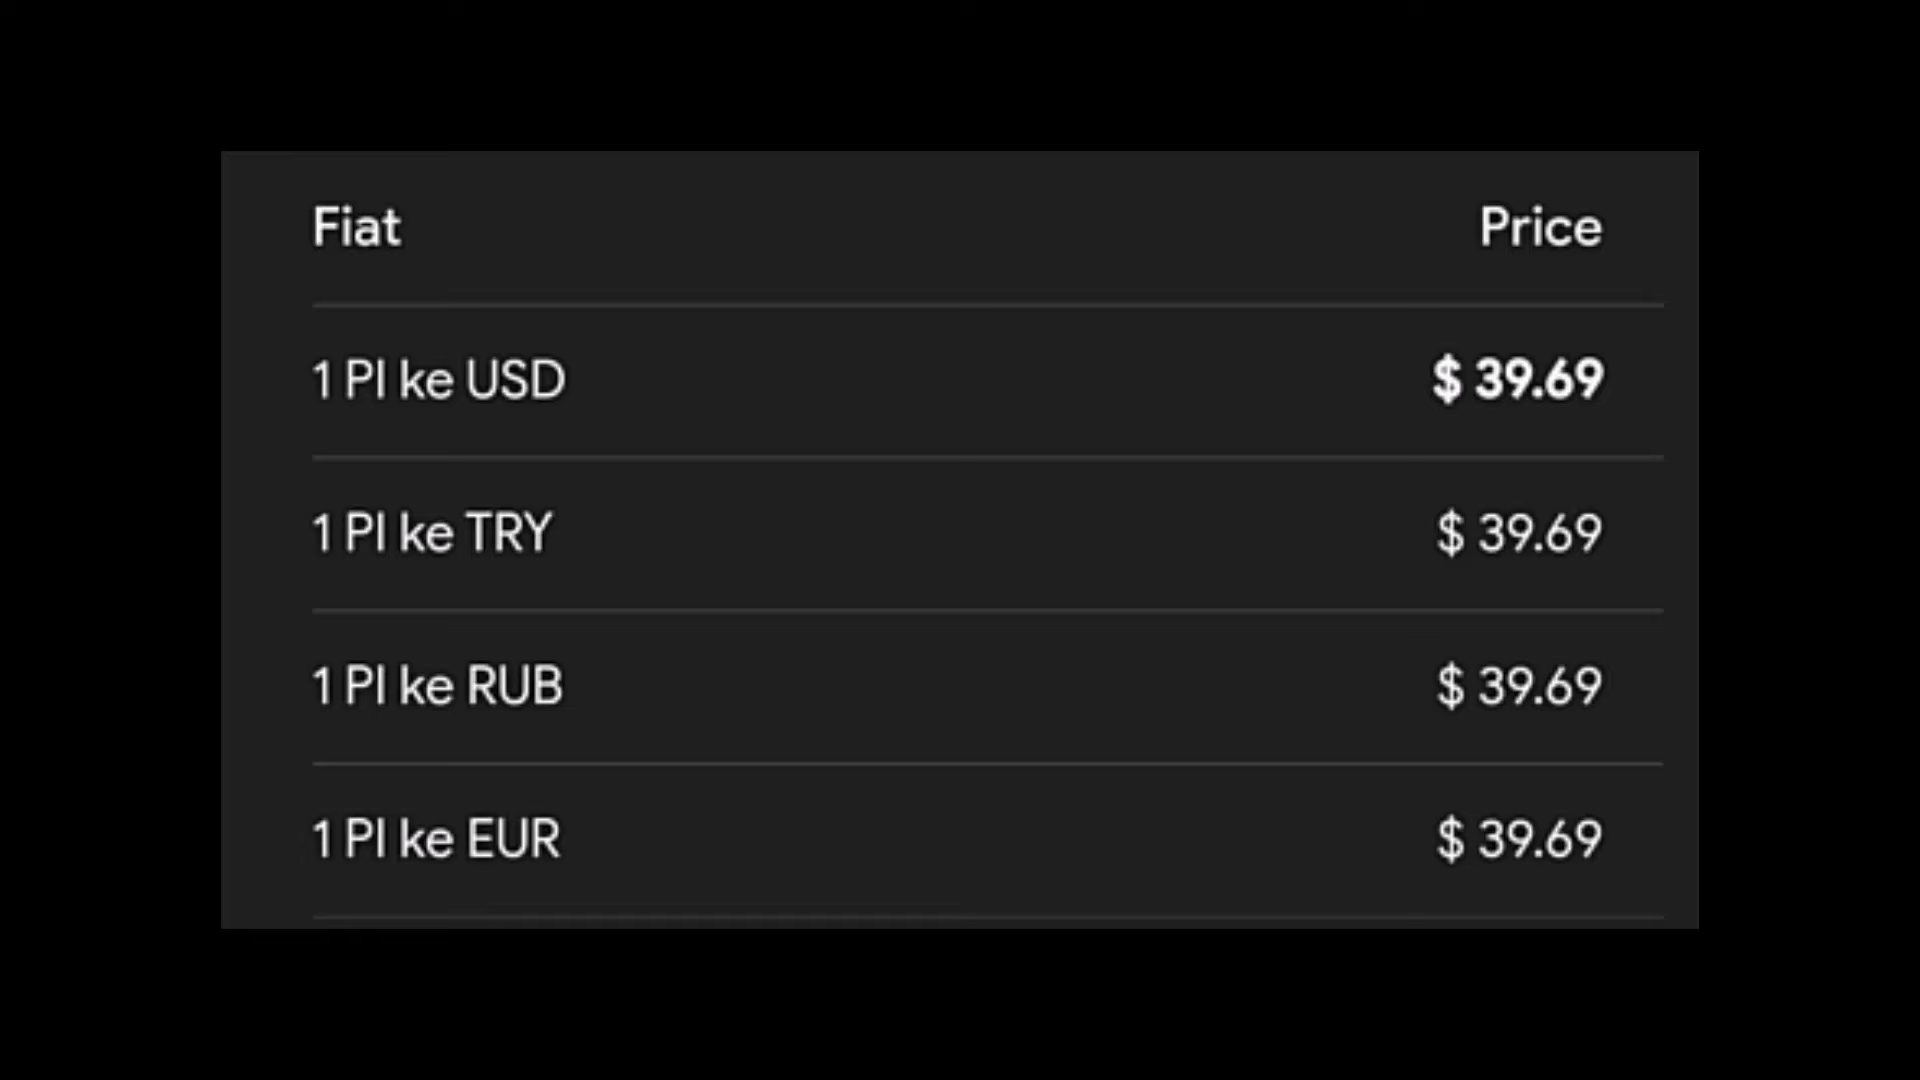 Fiat Price
1 PI ke USD $ 39.69
1 PI ke TRY $ 39.69
1 PI ke RUB $ 39.69
1 PI ke EUR $ 39.69